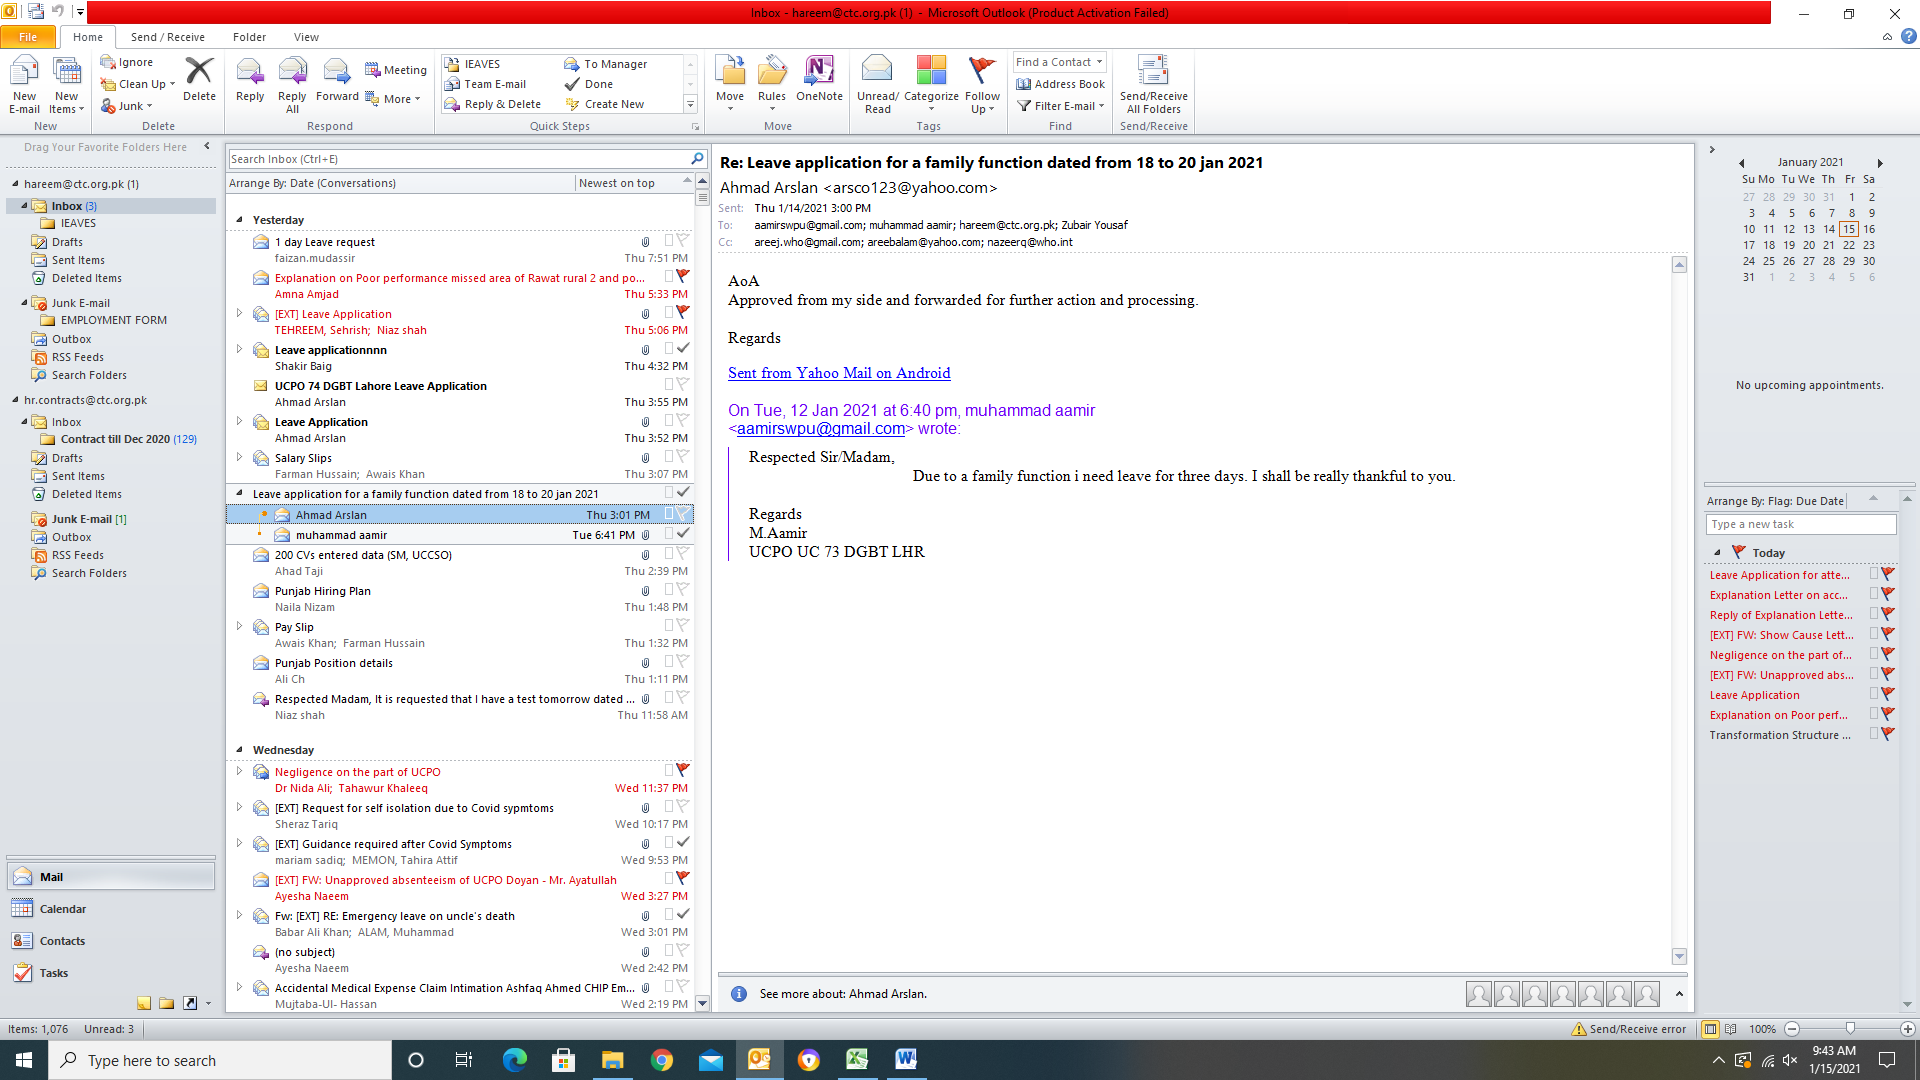 Inbox - hareem@ctc.org.pk (1) - Microsoft Outlook (Product Activation Failed)
File Home Send / Receive Folder View
New E-mail
New Items
New
Ignore
Clean Up
Junk
Delete
Delete
Reply
Reply All
Forward
Meeting
More
Respond
IEAVES
Team E-mail
Reply & Delete
To Manager
Done
Create New
Quick Steps
Move
Rules
OneNote
Move
Unread/ Read
Categorize
Follow Up
Tags
Find a Contact
Address Book
Filter E-mail
Find
Send/Receive All Folders
Send/Receive
Drag Your Favorite Folders Here
hareem@ctc.org.pk (1)
Inbox (3)
IEAVES
Drafts
Sent Items
Deleted Items
Junk E-mail
EMPLOYMENT FORM
Outbox
RSS Feeds
Search Folders
hr.contracts@ctc.org.pk
Inbox
Contract till Dec 2020 (129)
Drafts
Sent Items
Deleted Items
Junk E-mail [1]
Outbox
RSS Feeds
Search Folders
Mail
Calendar
Contacts
Tasks
Search Inbox (Ctrl+E)
Arrange By: Date (Conversations) Newest on top
Yesterday
1 day Leave request
faizan.mudassir Thu 7:51 PM
Explanation on Poor performance missed area of Rawat rural 2 and po...
Amna Amjad Thu 5:33 PM
[EXT] Leave Application
TEHREEM, Sehrish; Niaz shah Thu 5:06 PM
Leave applicationnnn
Shakir Baig Thu 4:32 PM
UCPO 74 DGBT Lahore Leave Application
Ahmad Arslan Thu 3:55 PM
Leave Application
Ahmad Arslan Thu 3:52 PM
Salary Slips
Farman Hussain; Awais Khan Thu 3:07 PM
Leave application for a family function dated from 18 to 20 jan 2021
Ahmad Arslan Thu 3:01 PM
muhammad aamir Tue 6:41 PM
200 CVs entered data (SM, UCCSO)
Ahad Taji Thu 2:39 PM
Punjab Hiring Plan
Naila Nizam Thu 1:48 PM
Pay Slip
Awais Khan; Farman Hussain Thu 1:32 PM
Punjab Position details
Ali Ch Thu 1:11 PM
Respected Madam, It is requested that I have a test tomorrow dated ...
Niaz shah Thu 11:58 AM
Wednesday
Negligence on the part of UCPO
Dr Nida Ali; Tahawur Khaleeq Wed 11:37 PM
[EXT] Request for self isolation due to Covid sypmtoms
Sheraz Tariq Wed 10:17 PM
[EXT] Guidance required after Covid Symptoms
mariam sadiq; MEMON, Tahira Attif Wed 9:53 PM
[EXT] FW: Unapproved absenteeism of UCPO Doyan - Mr. Ayatullah
Ayesha Naeem Wed 3:27 PM
Fw: [EXT] RE: Emergency leave on uncle's death
Babar Ali Khan; ALAM, Muhammad Wed 3:01 PM
(no subject)
Ayesha Naeem Wed 2:42 PM
Accidental Medical Expense Claim Intimation Ashfaq Ahmed CHIP Em...
Mujtaba-Ul- Hassan Wed 2:19 PM
Re: Leave application for a family function dated from 18 to 20 jan 2021
Ahmad Arslan <arsco123@yahoo.com>
Sent: Thu 1/14/2021 3:00 PM
To: aamirswpu@gmail.com; muhammad aamir; hareem@ctc.org.pk; Zubair Yousaf
Cc: areej.who@gmail.com; areebalam@yahoo.com; nazeerq@who.int
AoA
Approved from my side and forwarded for further action and processing.
Regards
Sent from Yahoo Mail on Android
On Tue, 12 Jan 2021 at 6:40 pm, muhammad aamir
<aamirswpu@gmail.com> wrote:
Respected Sir/Madam,
Due to a family function i need leave for three days. I shall be really thankful to you.
Regards
M.Aamir
UCPO UC 73 DGBT LHR
See more about: Ahmad Arslan.
January 2021
Su Mo Tu We Th Fr Sa
27 28 29 30 31 1 2
3 4 5 6 7 8 9
10 11 12 13 14 15 16
17 18 19 20 21 22 23
24 25 26 27 28 29 30
31 1 2 3 4 5 6
No upcoming appointments.
Arrange By: Flag: Due Date
Type a new task
Today
Leave Application for atte...
Explanation Letter on acc...
Reply of Explanation Lette...
[EXT] FW: Show Cause Lett...
Negligence on the part of...
[EXT] FW: Unapproved abs...
Leave Application
Explanation on Poor perf...
Transformation Structure ...
Items: 1,076 Unread: 3 Send/Receive error 100%
Type here to search
9:43 AM
1/15/2021